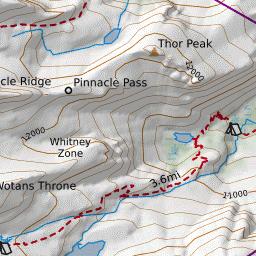 Thor Peak
cle Ridge
Pinnacle Pass
12000
12000
Whitney
Zone
Wotans Throne
3.6mi
11000